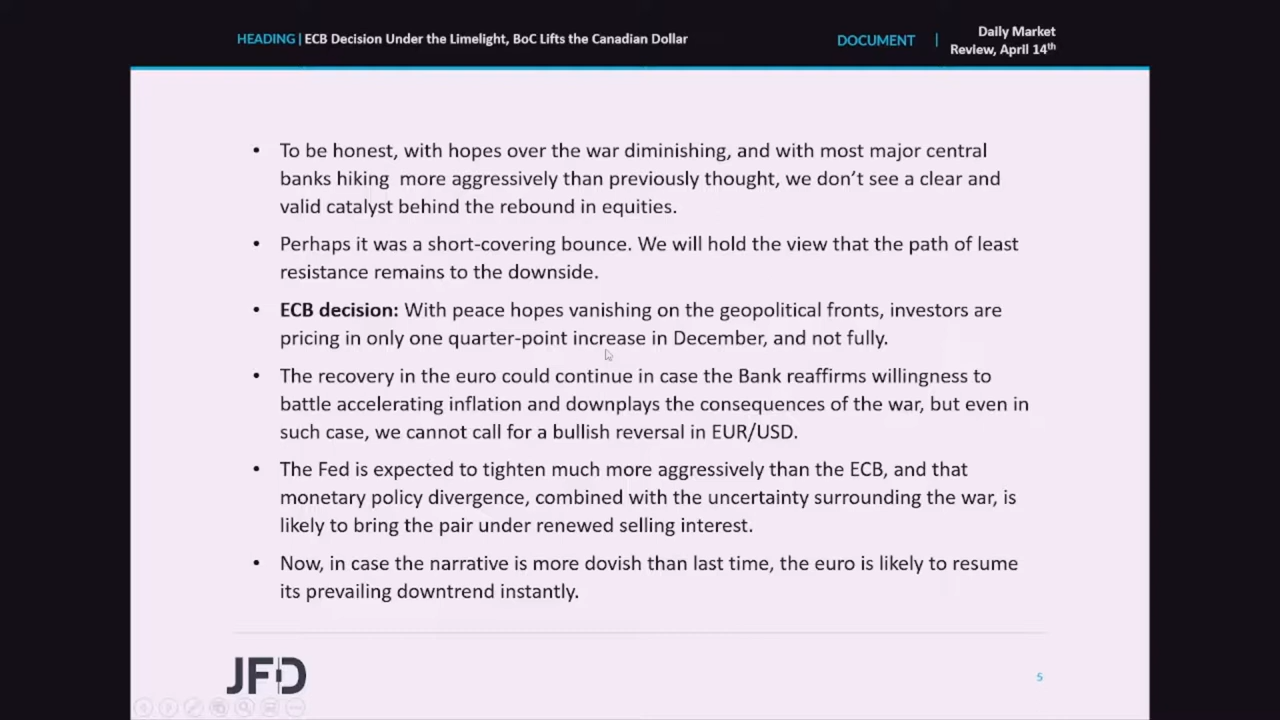 HEADING | ECB Decision Under the Limelight, BoC Lifts the Canadian Dollar
DOCUMENT |
Daily Market
Review, April 14th
• To be honest, with hopes over the war diminishing, and with most major central
banks hiking  more aggressively than previously thought, we don't see a clear and
valid catalyst behind the rebound in equities.
• Perhaps it was a short-covering bounce. We will hold the view that the path of least
resistance remains to the downside.
• ECB decision: With peace hopes vanishing on the geopolitical fronts, investors are
pricing in only one quarter-point increase in December, and not fully.
• The recovery in the euro could continue in case the Bank reaffirms willingness to
battle accelerating inflation and downplays the consequences of the war, but even in
such case, we cannot call for a bullish reversal in EUR/USD.
• The Fed is expected to tighten much more aggressively than the ECB, and that
monetary policy divergence, combined with the uncertainty surrounding the war, is
likely to bring the pair under renewed selling interest.
• Now, in case the narrative is more dovish than last time, the euro is likely to resume
its prevailing downtrend instantly.
JFD
5